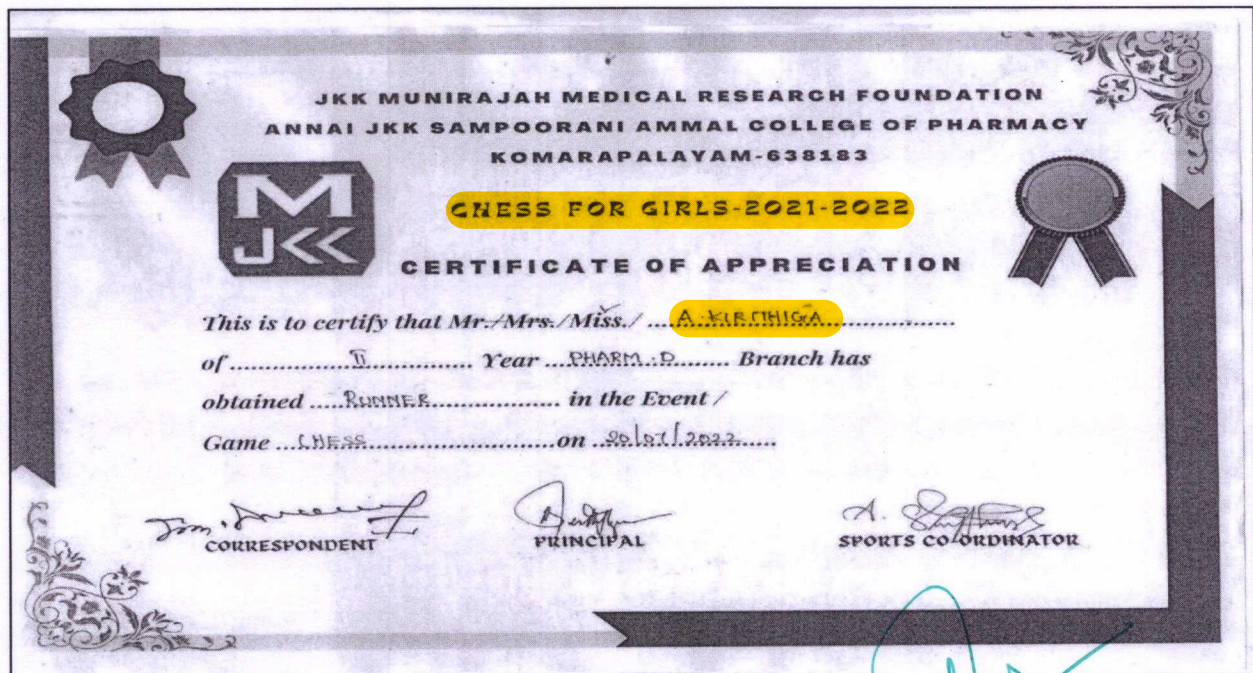 JKK MUNIRAJAH MEDICAL RESEARCH FOUNDATION
ANNAI JKK SAMPOORANI AMMAL COLLEGE OF PHARMACY
KOMARAPALAYAM-638183
M
JKK
CHESS FOR GIRLS-2021-2022
CERTIFICATE OF APPRECIATION
This is to certify that Mr./Mrs./Miss./ A. KIRUTHIGA
of II Year PHARM.D Branch has
obtained RUNNER in the Event /
Game CHESS on 20/07/2022
CORRESPONDENT PRINCIPAL SPORTS CO-ORDINATOR